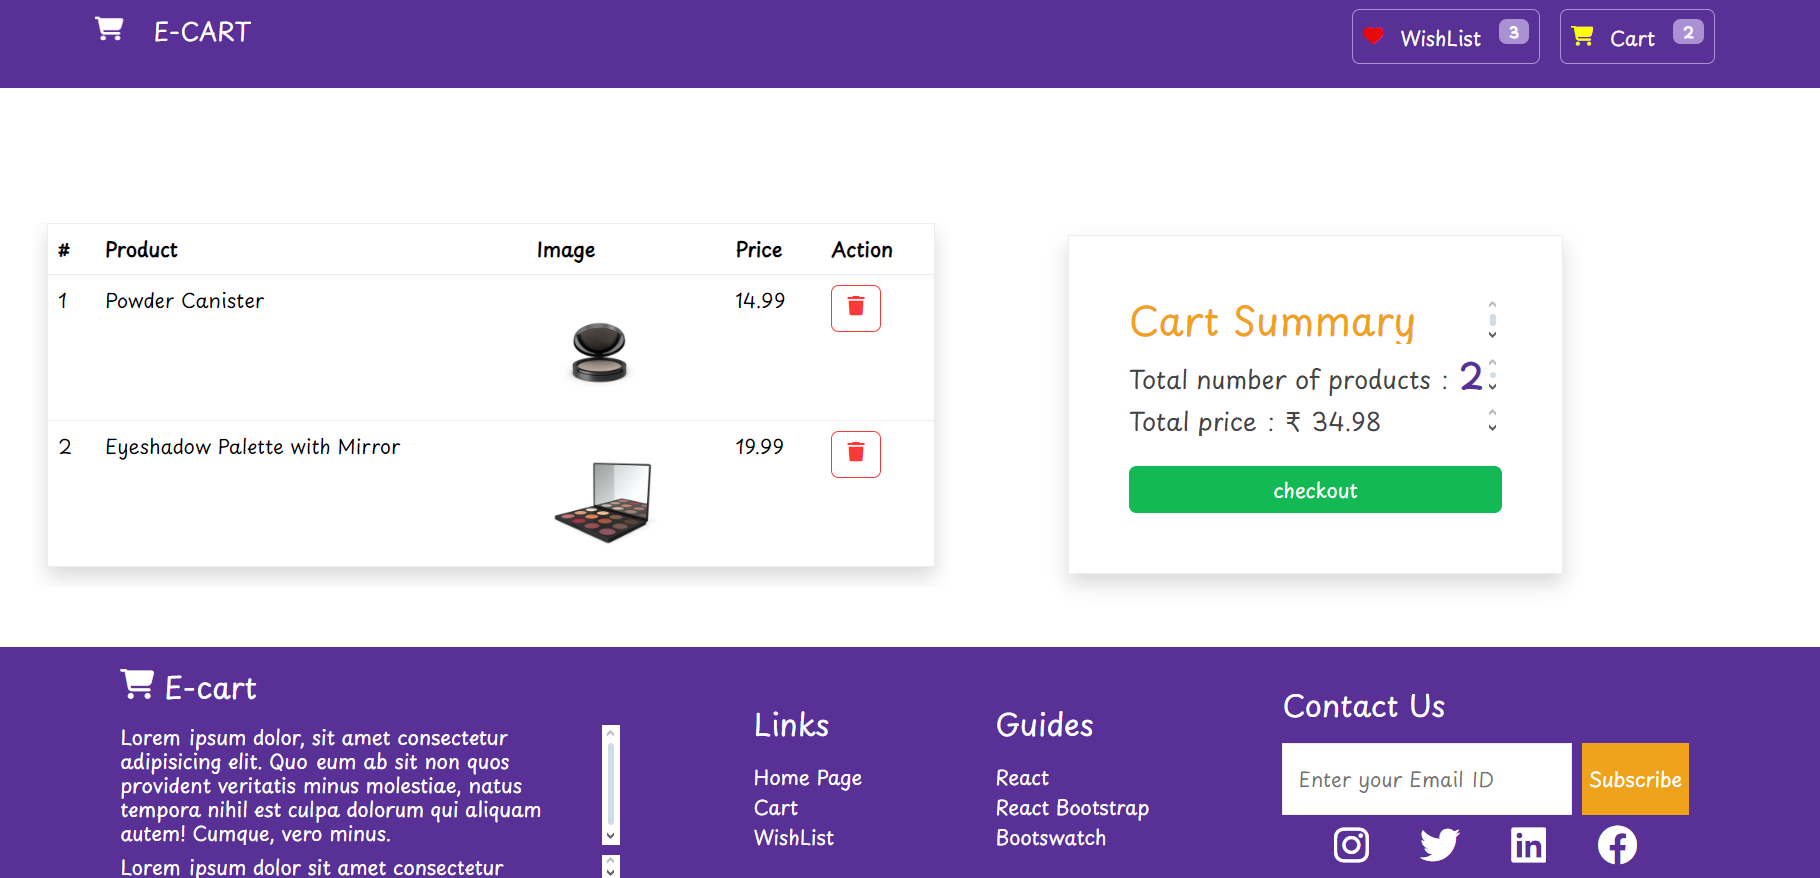 E-CART
WishList 3
Cart 2
# Product Image Price Action
1 Powder Canister 14.99
2 Eyeshadow Palette with Mirror 19.99
Cart Summary
Total number of products : 2
Total price : ₹ 34.98
checkout
E-cart
Lorem ipsum dolor, sit amet consectetur
adipisicing elit. Quo eum ab sit non quos
provident veritatis minus molestiae, natus
tempora nihil est culpa dolorum qui aliquam
autem! Cumque, vero minus.
Lorem ipsum dolor sit amet consectetur
Links
Home Page
Cart
WishList
Guides
React
React Bootstrap
Bootswatch
Contact Us
Enter your Email ID
Subscribe